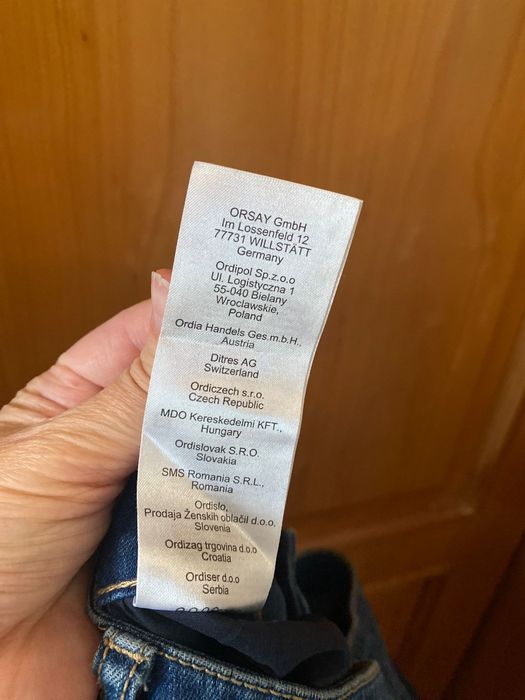 ORSAY GmbH
Im Lossenfeld 12
77731 WILLSTÄTT
Germany
Ordipol Sp.z.o.o
Ul. Logistyczna 1
55-040 Bielany
Wroclawskie,
Poland
Ordia Handels Ges.m.b.H.,
Austria
Ditres AG
Switzerland
Ordiczech s.r.o.
Czech Republic
MDO Kereskedelmi KFT.,
Hungary
Ordislovak S.R.O.
Slovakia
SMS Romania S.R.L.,
Romania
Ordislo,
Prodaja Ženskih oblačil d.o.o.
Slovenia
Ordizag trgovina d.o.o
Croatia
Ordiser d.o.o
Serbia